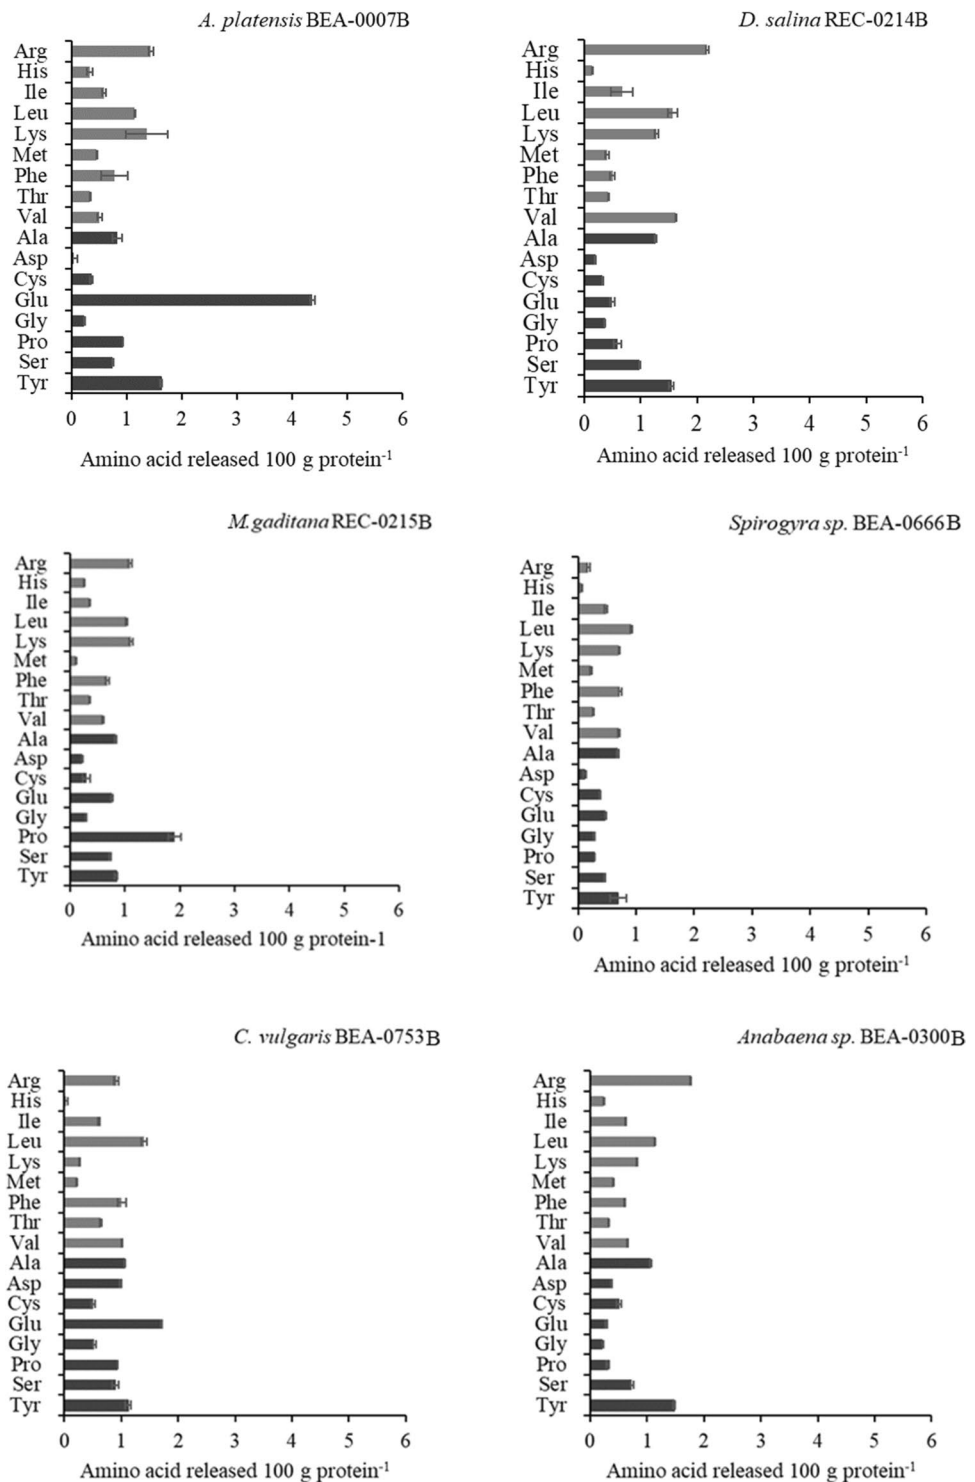 A. platensis BEA-0007B
Arg
His
Ile
Leu
Lys
Met
Phe
Thr
Val
Ala
Asp
Cys
Glu
Gly
Pro
Ser
Tyr
0 1 2 3 4 5 6
Amino acid released 100 g protein-1
D. salina REC-0214B
Arg
His
Ile
Leu
Lys
Met
Phe
Thr
Val
Ala
Asp
Cys
Glu
Gly
Pro
Ser
Tyr
0 1 2 3 4 5 6
Amino acid released 100 g protein-1
M.gaditana REC-0215B
Arg
His
Ile
Leu
Lys
Met
Phe
Thr
Val
Ala
Asp
Cys
Glu
Gly
Pro
Ser
Tyr
0 1 2 3 4 5 6
Amino acid released 100 g protein-1
Spirogyra sp. BEA-0666B
Arg
His
Ile
Leu
Lys
Met
Phe
Thr
Val
Ala
Asp
Cys
Glu
Gly
Pro
Ser
Tyr
0 1 2 3 4 5 6
Amino acid released 100 g protein-1
C. vulgaris BEA-0753B
Arg
His
Ile
Leu
Lys
Met
Phe
Thr
Val
Ala
Asp
Cys
Glu
Gly
Pro
Ser
Tyr
0 1 2 3 4 5 6
Amino acid released 100 g protein-1
Anabaena sp. BEA-0300B
Arg
His
Ile
Leu
Lys
Met
Phe
Thr
Val
Ala
Asp
Cys
Glu
Gly
Pro
Ser
Tyr
0 1 2 3 4 5 6
Amino acid released 100 g protein-1